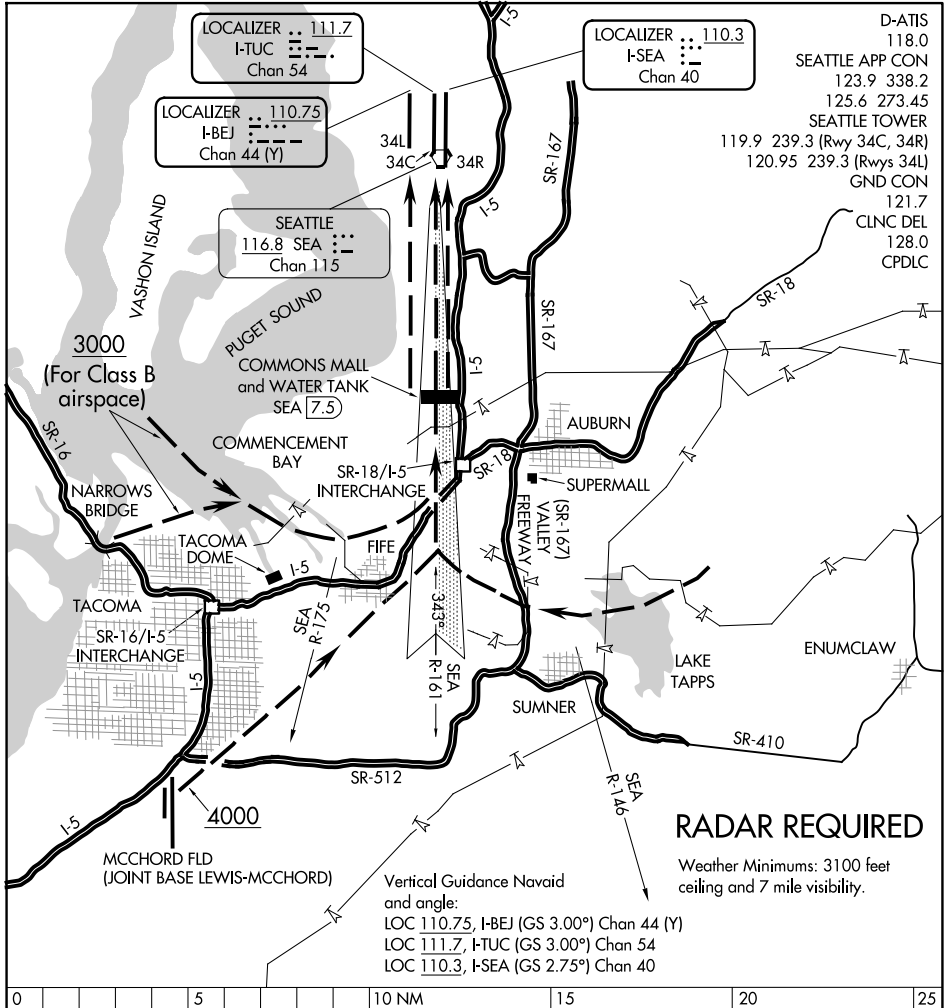 LOCALIZER 111.7
I-TUC
Chan 54
LOCALIZER 110.3
I-SEA
Chan 40
D-ATIS
118.0
SEATTLE APP CON
123.9 338.2
125.6 273.45
SEATTLE TOWER
119.9 239.3 (Rwy 34C, 34R)
120.95 239.3 (Rwys 34L)
GND CON
121.7
CLNC DEL
128.0
CPDLC
LOCALIZER 110.75
I-BEJ
Chan 44 (Y)
34L
34C
34R
I-5
SR-167
I-5
SEATTLE
116.8 SEA
Chan 115
VASHON ISLAND
PUGET SOUND
SR-18
SR-167
I-5
3000
(For Class B
airspace)
COMMONS MALL
and WATER TANK
SEA 7.5
SR-16
COMMENCEMENT
BAY
AUBURN
SR-18/I-5
INTERCHANGE
SR-18
SUPERMALL
NARROWS
BRIDGE
(SR-167)
VALLEY
FREEWAY
TACOMA
DOME
FIFE
I-5
TACOMA
SR-16/I-5
INTERCHANGE
SEA
R-175
343°
SEA
R-161
LAKE
TAPPS
ENUMCLAW
I-5
SUMNER
SR-410
SR-512
SEA
R-146
4000
I-5
MCCHORD FLD
(JOINT BASE LEWIS-MCCHORD)
RADAR REQUIRED
Weather Minimums: 3100 feet
ceiling and 7 mile visibility.
Vertical Guidance Navaid
and angle:
LOC 110.75, I-BEJ (GS 3.00°) Chan 44 (Y)
LOC 111.7, I-TUC (GS 3.00°) Chan 54
LOC 110.3, I-SEA (GS 2.75°) Chan 40
0 5 10 NM 15 20 25